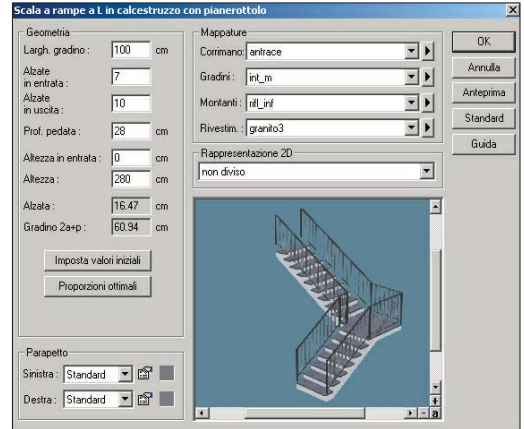 Scala a rampe a L in calcestruzzo con pianerottolo
Geometria
Largh. gradino : 100 cm
Alzate in entrata : 7
Alzate in uscita : 10
Prof. pedata : 28 cm
Altezza in entrata : 0 cm
Altezza : 280 cm
Alzata : 16.47 cm
Gradino 2a+p : 60.94 cm
Imposta valori iniziali
Proporzioni ottimali
Parapetto
Sinistra : Standard
Destra : Standard
Mappature
Corrimano: antrace
Gradini : int_m
Montanti : rifl_inf
Rivestim. : granito3
Rappresentazione 2D
non diviso
+
- a
OK
Annulla
Anteprima
Standard
Guida